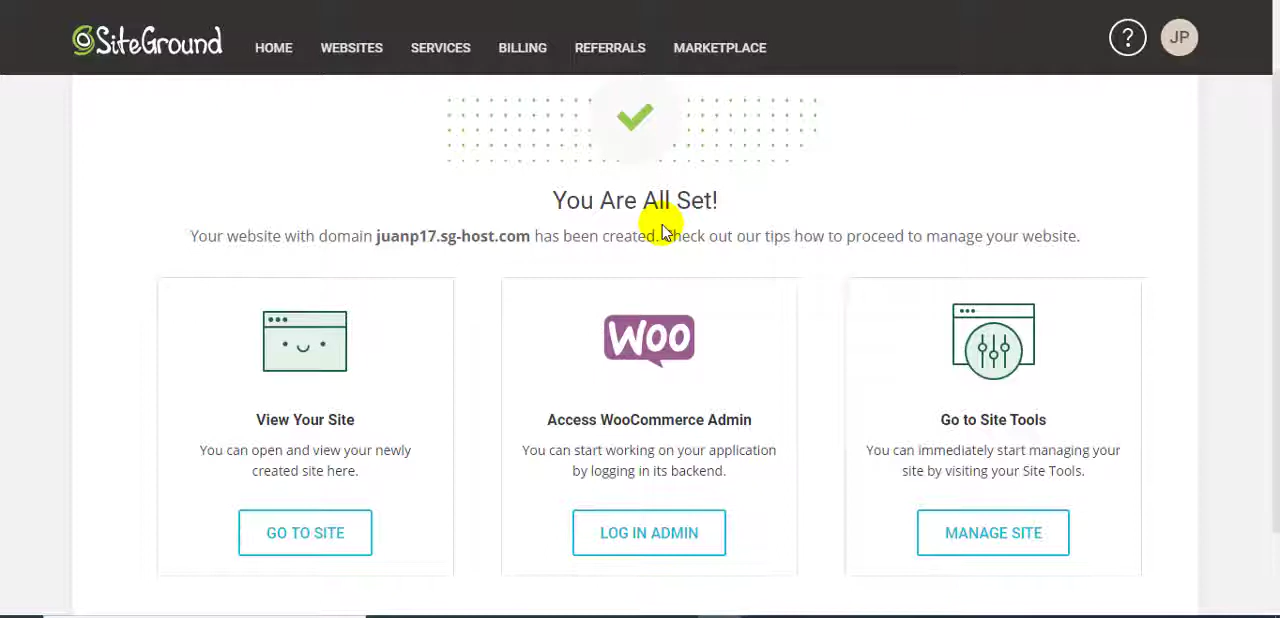 SiteGround HOME WEBSITES SERVICES BILLING REFERRALS MARKETPLACE ? JP
You Are All Set!
Your website with domain juanp17.sg-host.com has been created. Check out our tips how to proceed to manage your website.
WOO
View Your Site
You can open and view your newly
created site here.
GO TO SITE
Access WooCommerce Admin
You can start working on your application
by logging in its backend.
LOG IN ADMIN
Go to Site Tools
You can immediately start managing your
site by visiting your Site Tools.
MANAGE SITE